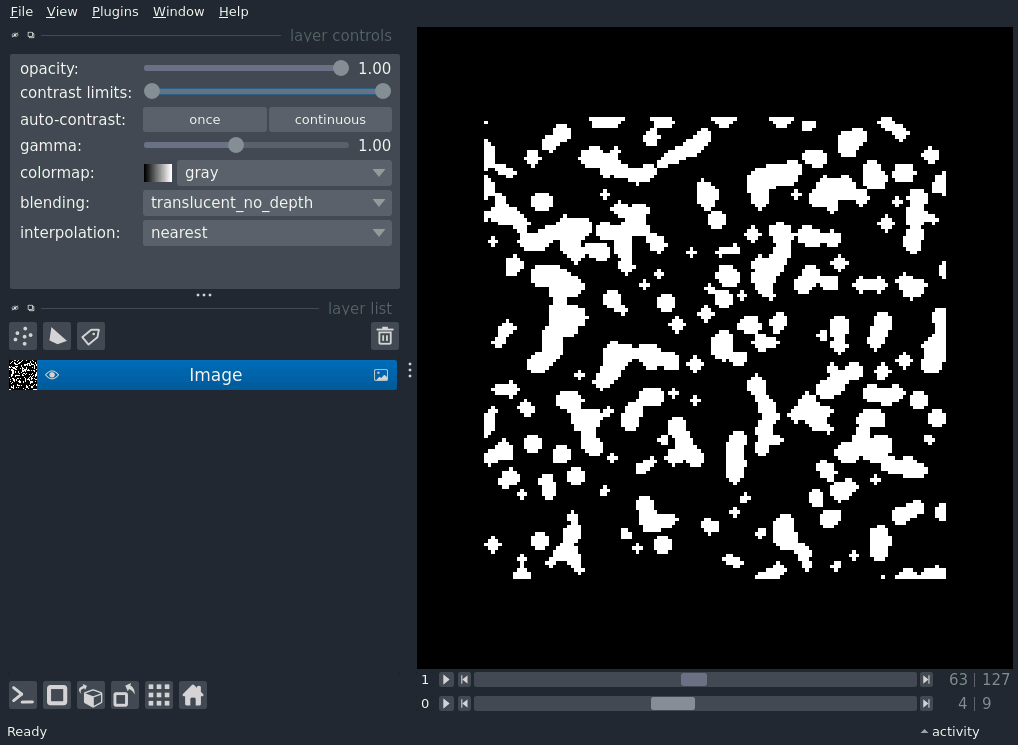 File View Plugins Window Help
layer controls
opacity: 1.00
contrast limits:
auto-contrast: once continuous
gamma: 1.00
colormap: gray
blending: translucent_no_depth
interpolation: nearest
layer list
Image
1 63 | 127
0 4 | 9
Ready activity